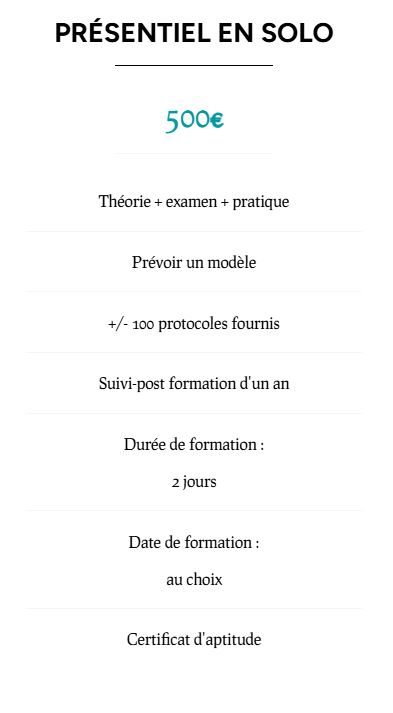 PRÉSENTIEL EN SOLO
500€
Théorie + examen + pratique
Prévoir un modèle
+/- 100 protocoles fournis
Suivi-post formation d'un an
Durée de formation :
2 jours
Date de formation :
au choix
Certificat d'aptitude